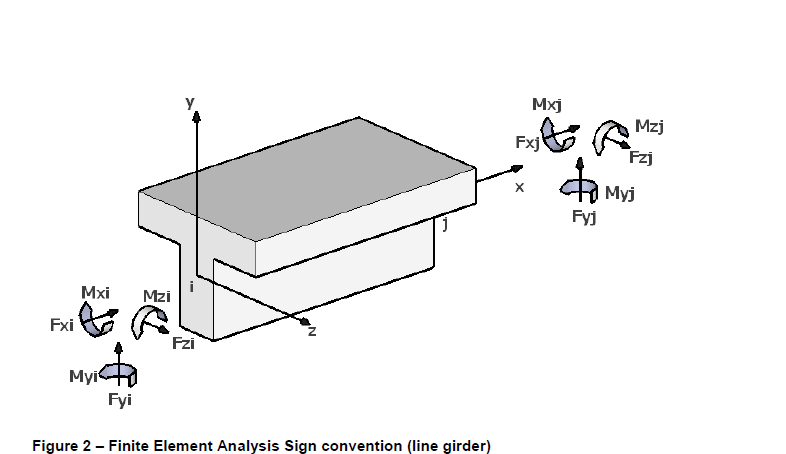 y
Mxj
Fxj
Mzj
Fzj
x
Myj
Fyj
j
i
Mxi
Mzi
Fxi
Fzi
z
Myi
Fyi
Figure 2 – Finite Element Analysis Sign convention (line girder)